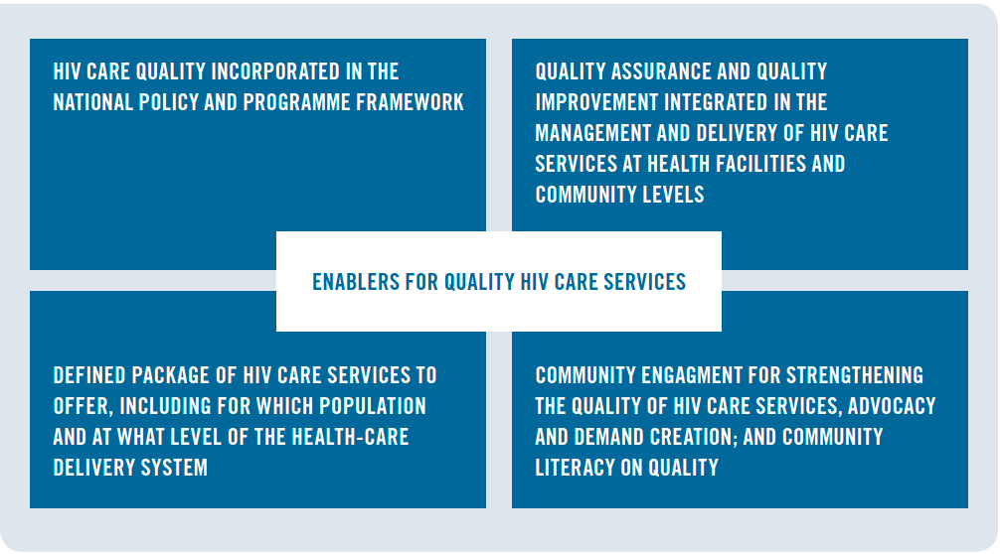 HIV CARE QUALITY INCORPORATED IN THE
NATIONAL POLICY AND PROGRAMME FRAMEWORK
QUALITY ASSURANCE AND QUALITY
IMPROVEMENT INTEGRATED IN THE
MANAGEMENT AND DELIVERY OF HIV CARE
SERVICES AT HEALTH FACILITIES AND
COMMUNITY LEVELS
ENABLERS FOR QUALITY HIV CARE SERVICES
DEFINED PACKAGE OF HIV CARE SERVICES TO
OFFER, INCLUDING FOR WHICH POPULATION
AND AT WHAT LEVEL OF THE HEALTH-CARE
DELIVERY SYSTEM
COMMUNITY ENGAGMENT FOR STRENGTHENING
THE QUALITY OF HIV CARE SERVICES, ADVOCACY
AND DEMAND CREATION; AND COMMUNITY
LITERACY ON QUALITY